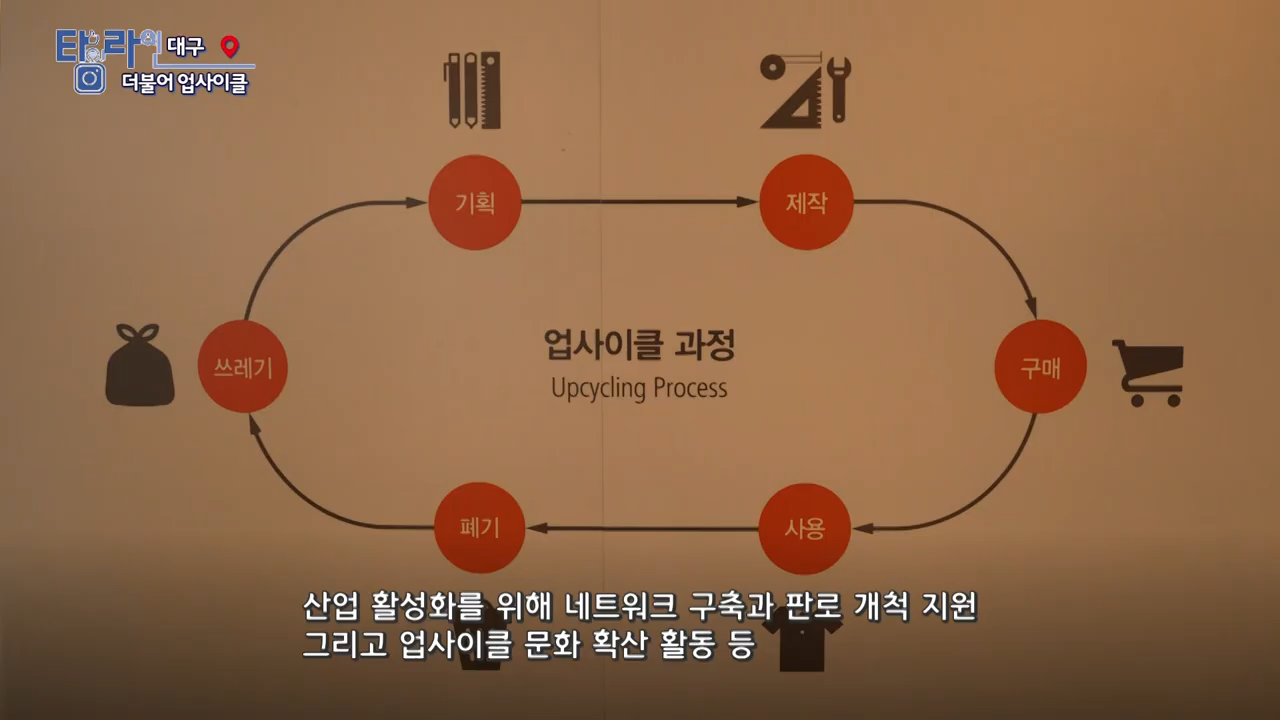 탐라인 대구
더불어 업사이클
기획
제작
쓰레기
업사이클 과정
Upcycling Process
구매
폐기
사용
산업 활성화를 위해 네트워크 구축과 판로 개척 지원
그리고 업사이클 문화 확산 활동 등